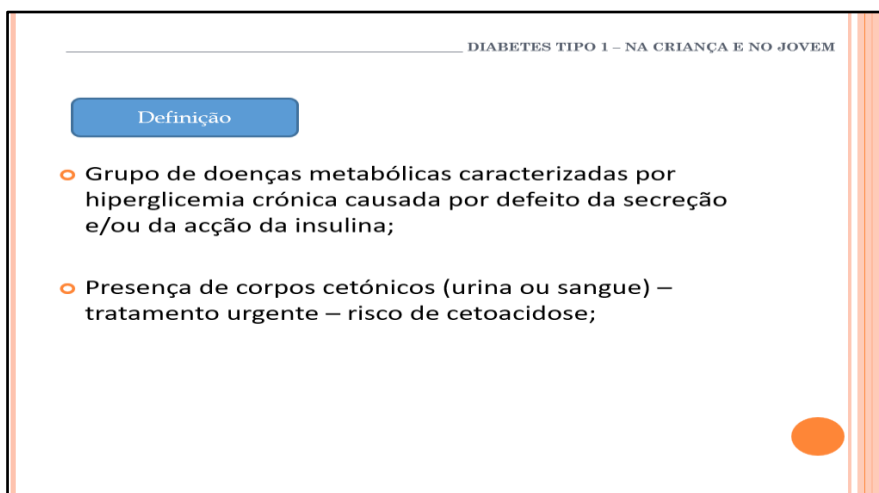 DIABETES TIPO 1 – NA CRIANÇA E NO JOVEM
Definição
Grupo de doenças metabólicas caracterizadas por
hiperglicemia crónica causada por defeito da secreção
e/ou da acção da insulina;
Presença de corpos cetónicos (urina ou sangue) –
tratamento urgente – risco de cetoacidose;